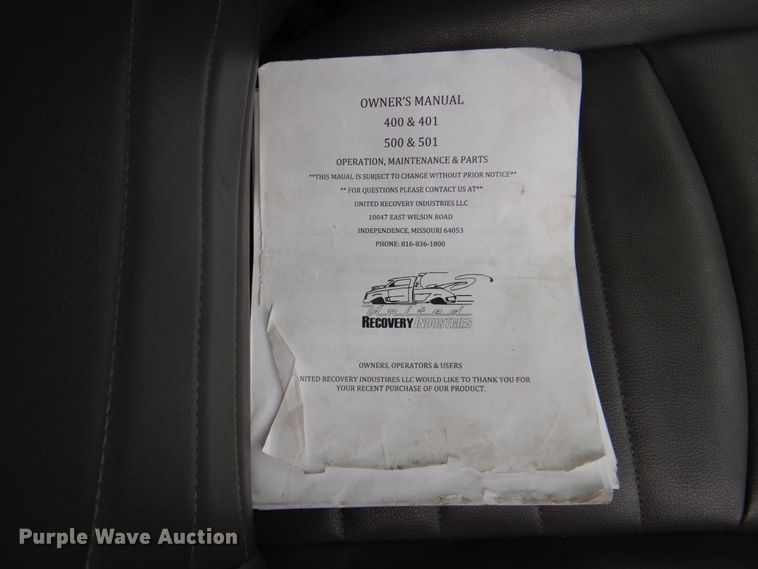 OWNER'S MANUAL
400 & 401
500 & 501
OPERATION, MAINTENANCE & PARTS
**THIS MAUAL IS SUBJECT TO CHANGE WITHOUT PRIOR NOTICE**
** FOR QUESTIONS PLEASE CONTACT US AT**
UNITED RECOVERY INDUSTRIES LLC
10047 EAST WILSON ROAD
INDEPENDENCE, MISSOURI 64053
PHONE: 816-836-1800
United
RECOVERY INDUSTRIES
OWNERS, OPERATORS & USERS
NITED RECOVERY INDUSTIRES LLC WOULD LIKE TO THANK YOU FOR
YOUR RECENT PURCHASE OF OUR PRODUCT.
Purple Wave Auction®